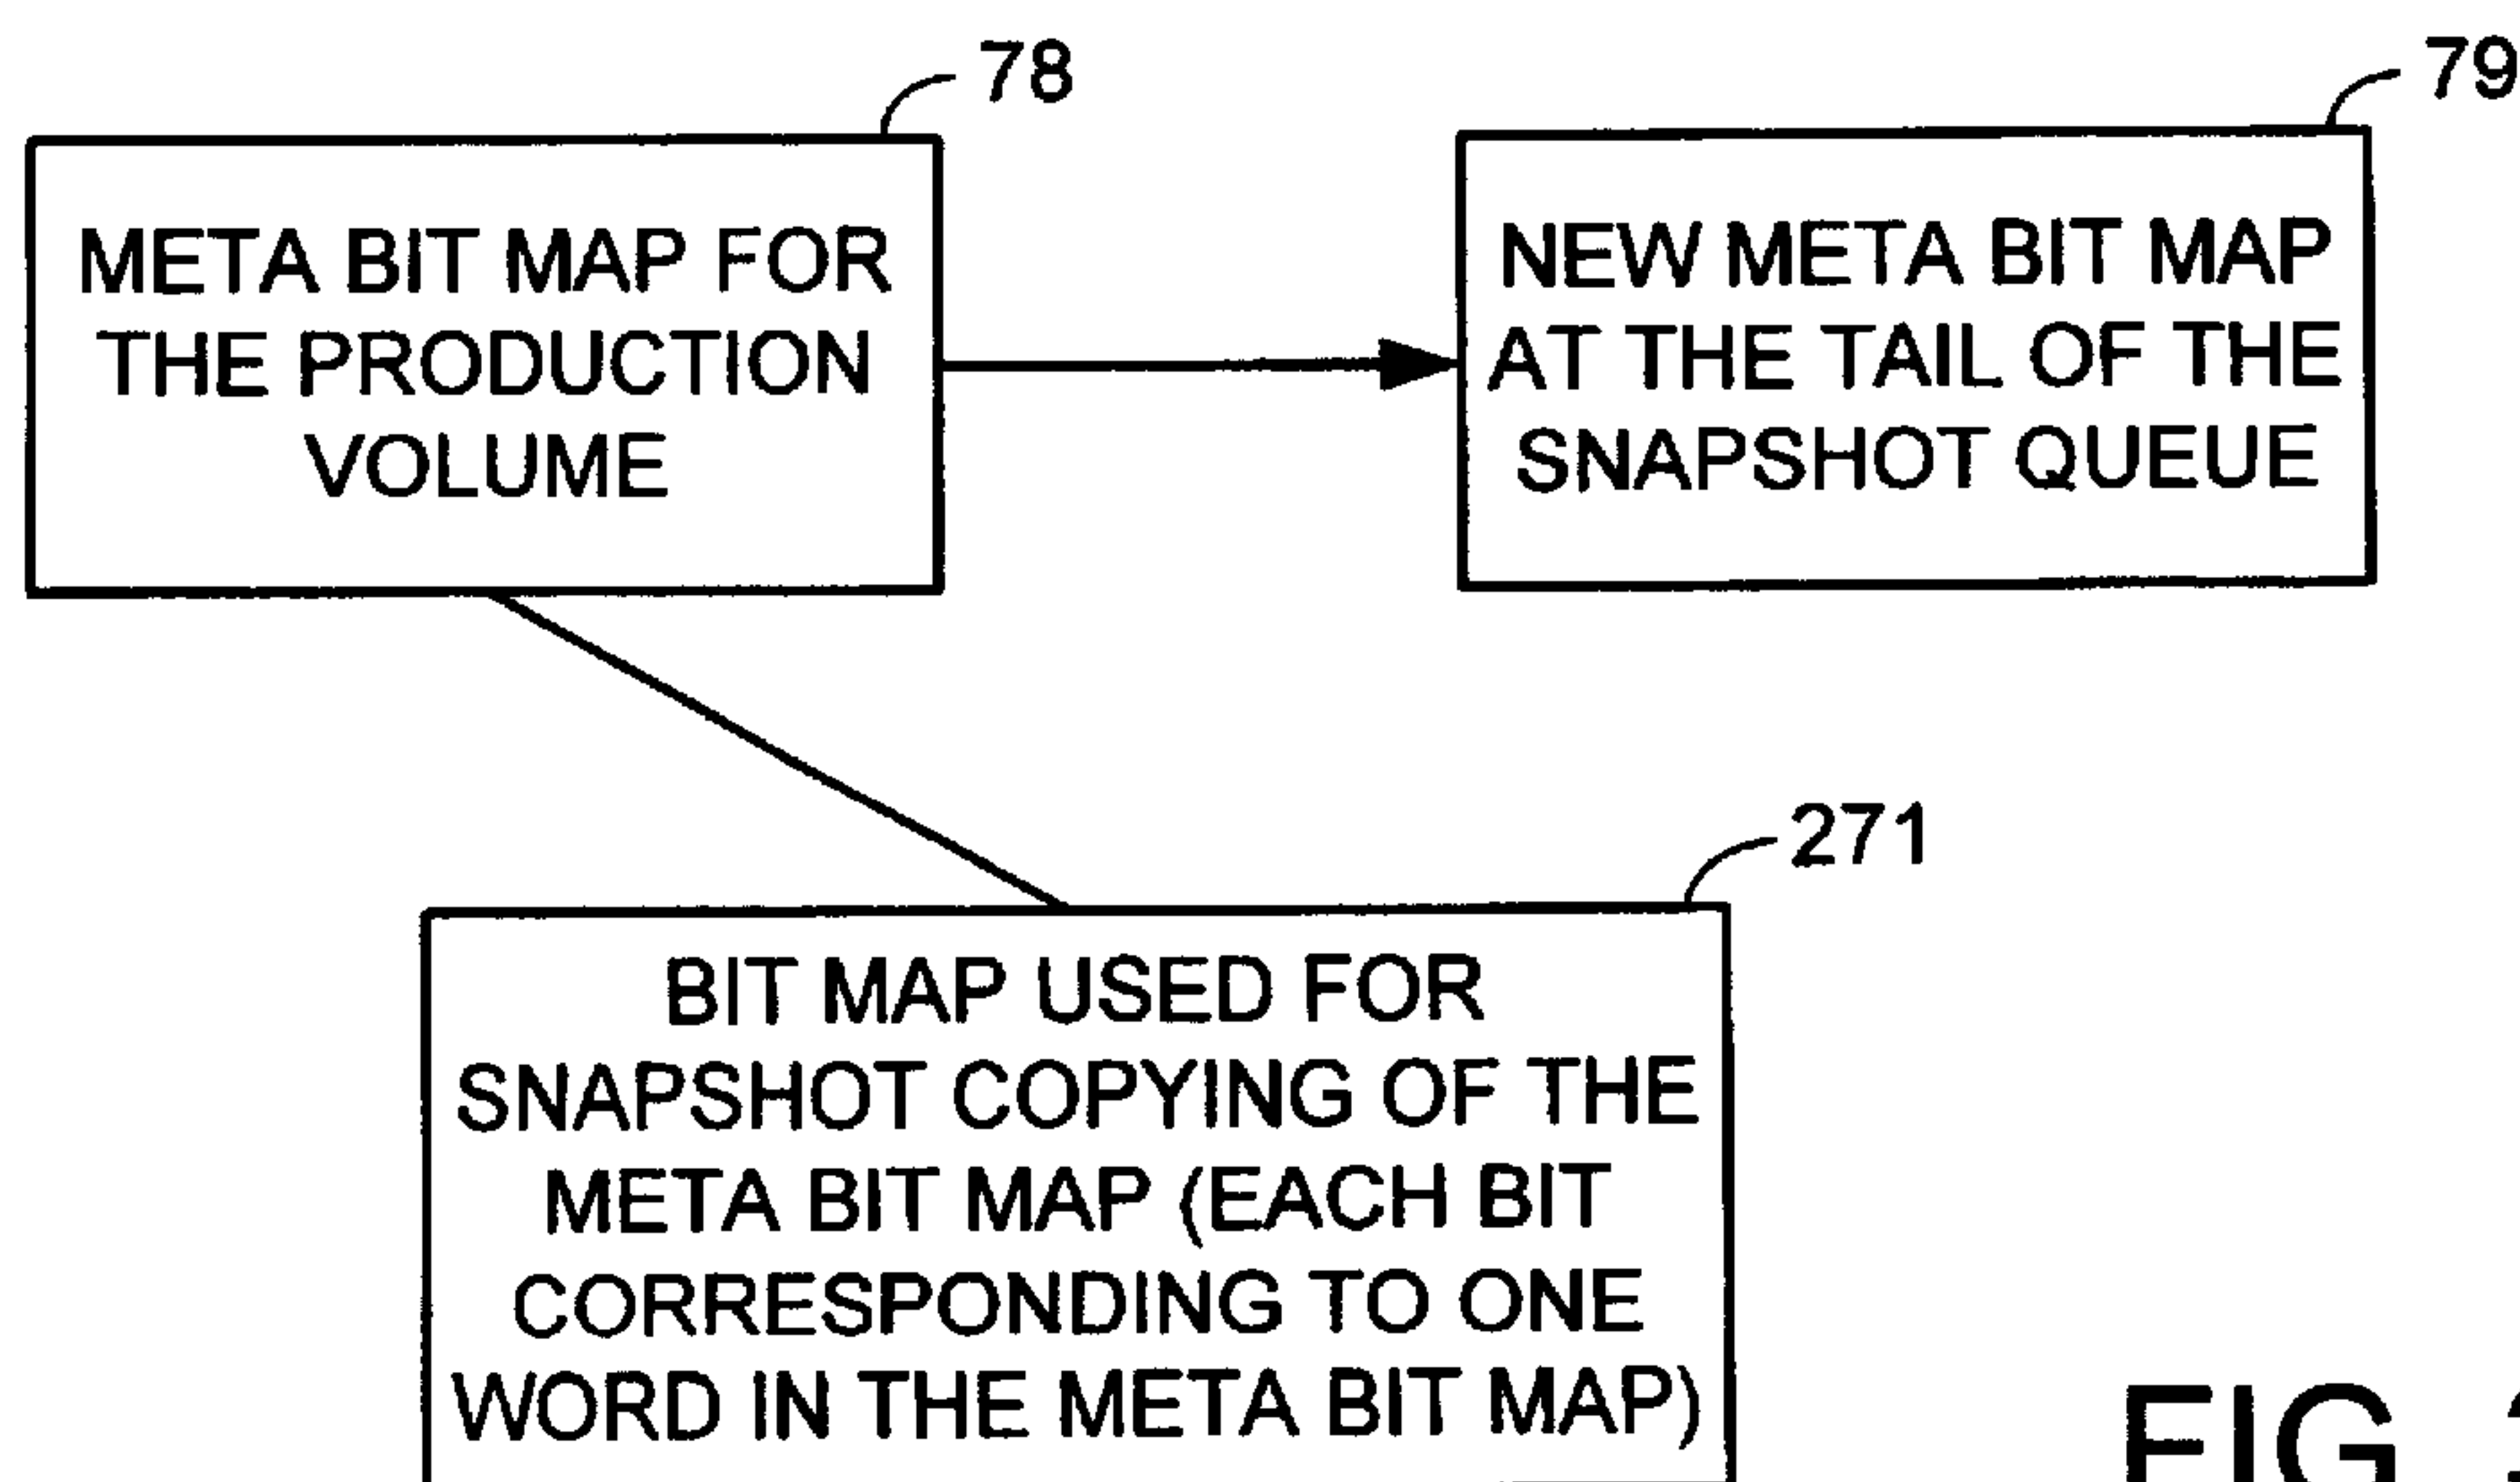 78
79
META BIT MAP FOR
THE PRODUCTION
VOLUME
NEW META BIT MAP
AT THE TAIL OF THE
SNAPSHOT QUEUE
271
BIT MAP USED FOR
SNAPSHOT COPYING OF THE
META BIT MAP (EACH BIT
CORRESPONDING TO ONE
WORD IN THE META BIT MAP)
FIG